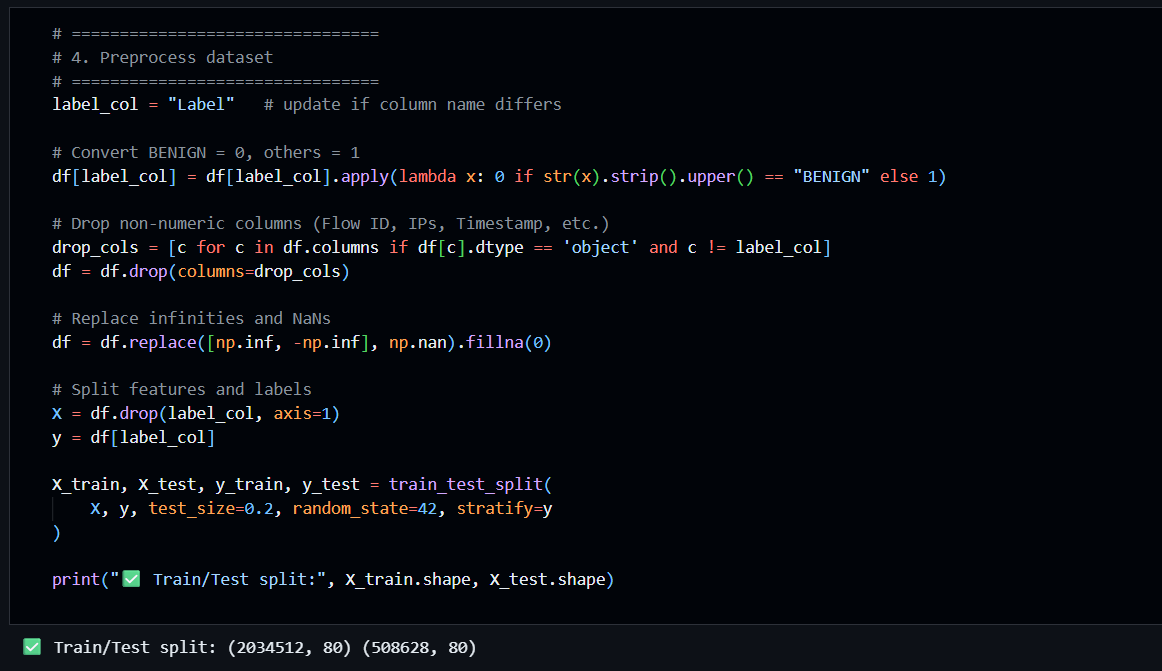 # ================================
# 4. Preprocess dataset
# ================================
label_col = "Label"   # update if column name differs

# Convert BENIGN = 0, others = 1
df[label_col] = df[label_col].apply(lambda x: 0 if str(x).strip().upper() == "BENIGN" else 1)

# Drop non-numeric columns (Flow ID, IPs, Timestamp, etc.)
drop_cols = [c for c in df.columns if df[c].dtype == 'object' and c != label_col]
df = df.drop(columns=drop_cols)

# Replace infinities and NaNs
df = df.replace([np.inf, -np.inf], np.nan).fillna(0)

# Split features and labels
X = df.drop(label_col, axis=1)
y = df[label_col]

X_train, X_test, y_train, y_test = train_test_split(
    X, y, test_size=0.2, random_state=42, stratify=y
)

print("✅ Train/Test split:", X_train.shape, X_test.shape)

✅ Train/Test split: (2034512, 80) (508628, 80)